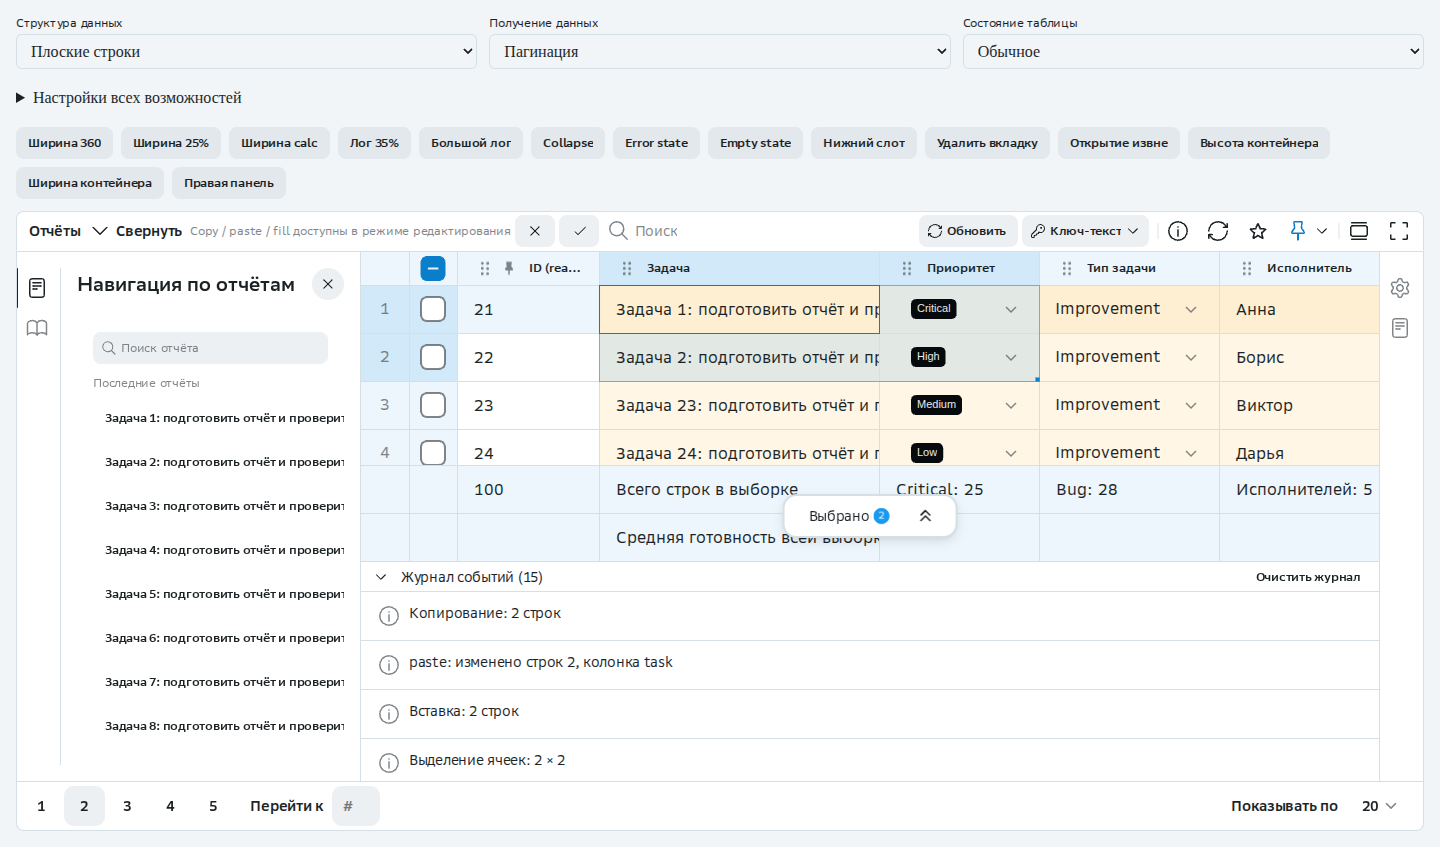 Структура данных
Получение данных
Состояние таблицы
Плоские строки
Пагинация
Обычное
Настройки всех возможностей
Ширина 360
Ширина 25%
Ширина calc
Лог 35%
Большой лог
Collapse
Error state
Empty state
Нижний слот
Удалить вкладку
Открытие извне
Высота контейнера
Ширина контейнера
Правая панель
Отчёты
Свернуть
Copy / paste / fill доступны в режиме редактирования
Поиск
Обновить
Ключ-текст
Навигация по отчётам
Поиск отчёта
Последние отчёты
Задача 1: подготовить отчёт и проверит
Задача 2: подготовить отчёт и проверит
Задача 3: подготовить отчёт и проверит
Задача 4: подготовить отчёт и проверит
Задача 5: подготовить отчёт и проверит
Задача 6: подготовить отчёт и проверит
Задача 7: подготовить отчёт и проверит
Задача 8: подготовить отчёт и проверит
ID (rea...
Задача
Приоритет
Тип задачи
Исполнитель
1
21
Задача 1: подготовить отчёт и пр
Critical
Improvement
Анна
2
22
Задача 2: подготовить отчёт и пр
High
Improvement
Борис
3
23
Задача 23: подготовить отчёт и п
Medium
Improvement
Виктор
4
24
Задача 24: подготовить отчёт и п
Low
Improvement
Дарья
100
Всего строк в выборке
Critical: 25
Bug: 28
Исполнителей: 5
Средняя готовность всей выборк
Выбрано 2
Журнал событий (15)
Очистить журнал
Копирование: 2 строк
paste: изменено строк 2, колонка task
Вставка: 2 строк
Выделение ячеек: 2 × 2
1
2
3
4
5
Перейти к
#
Показывать по
20